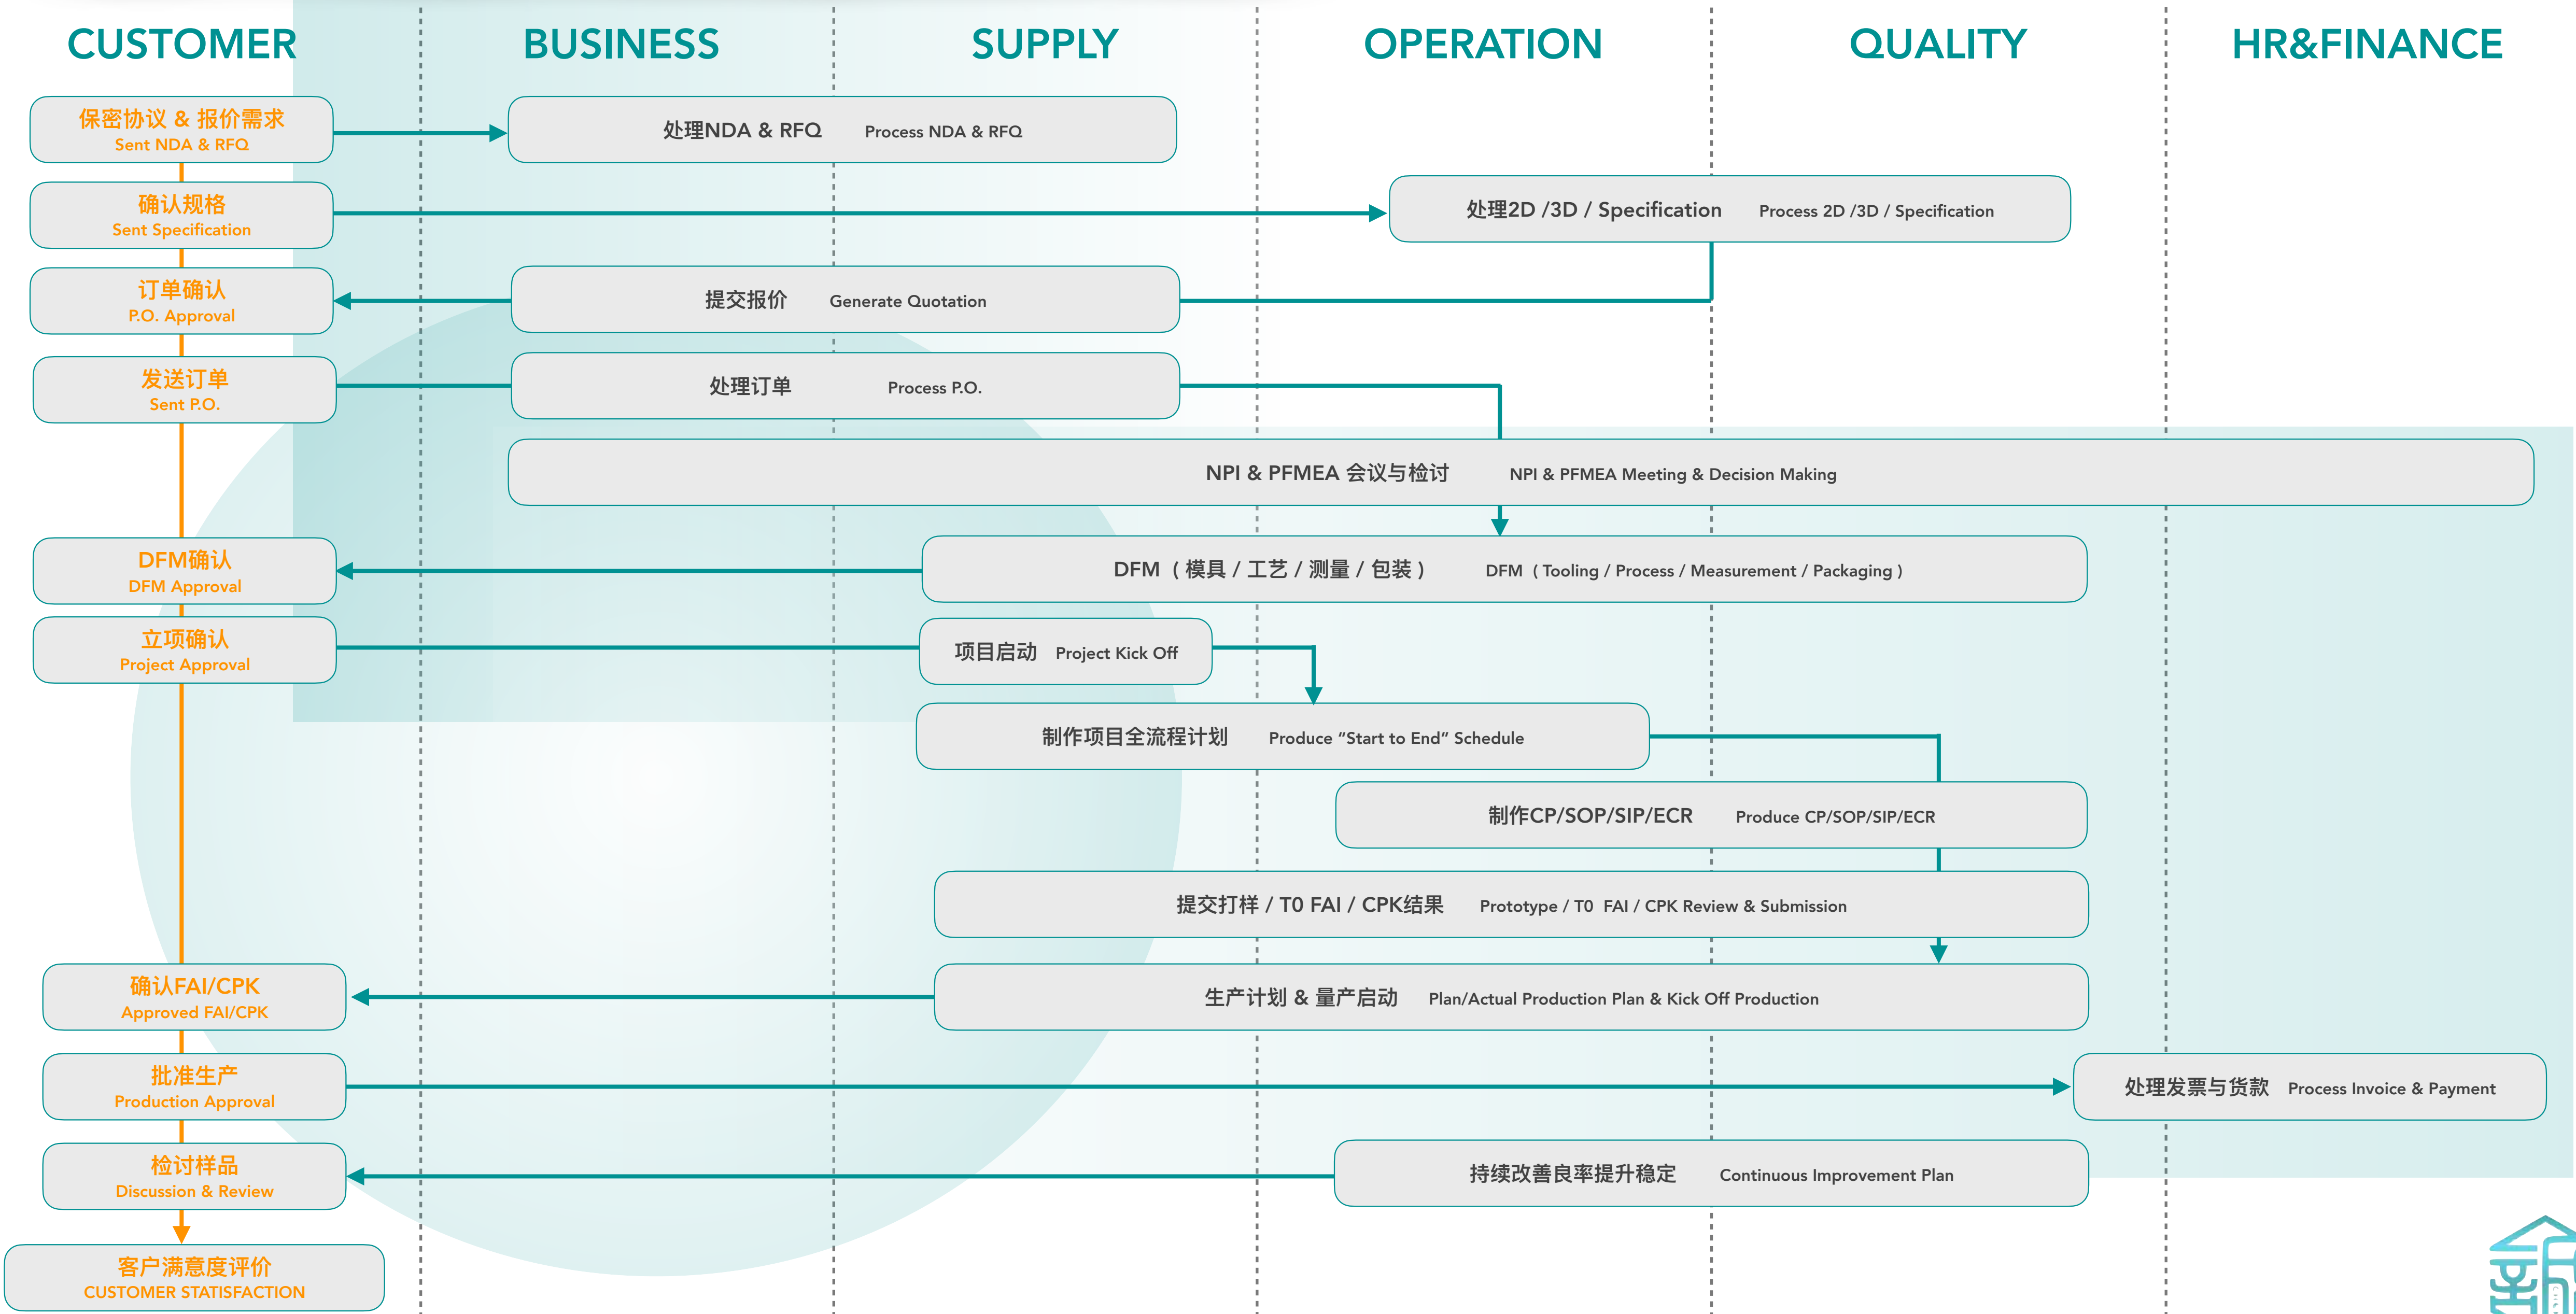 CUSTOMER
BUSINESS
SUPPLY
OPERATION
QUALITY
HR&FINANCE
保密协议 & 报价需求
Sent NDA & RFQ
处理NDA & RFQ Process NDA & RFQ
确认规格
Sent Specification
处理2D /3D / Specification Process 2D /3D / Specification
订单确认
P.O. Approval
提交报价 Generate Quotation
发送订单
Sent P.O.
处理订单 Process P.O.
NPI & PFMEA 会议与检讨 NPI & PFMEA Meeting & Decision Making
DFM确认
DFM Approval
DFM ( 模具 / 工艺 / 测量 / 包装 ) DFM ( Tooling / Process / Measurement / Packaging )
立项确认
Project Approval
项目启动 Project Kick Off
制作项目全流程计划 Produce “Start to End” Schedule
制作CP/SOP/SIP/ECR Produce CP/SOP/SIP/ECR
提交打样 / T0 FAI / CPK结果 Prototype / T0 FAI / CPK Review & Submission
确认FAI/CPK
Approved FAI/CPK
生产计划 & 量产启动 Plan/Actual Production Plan & Kick Off Production
批准生产
Production Approval
处理发票与货款 Process Invoice & Payment
检讨样品
Discussion & Review
持续改善良率提升稳定 Continuous Improvement Plan
客户满意度评价
CUSTOMER STATISFACTION